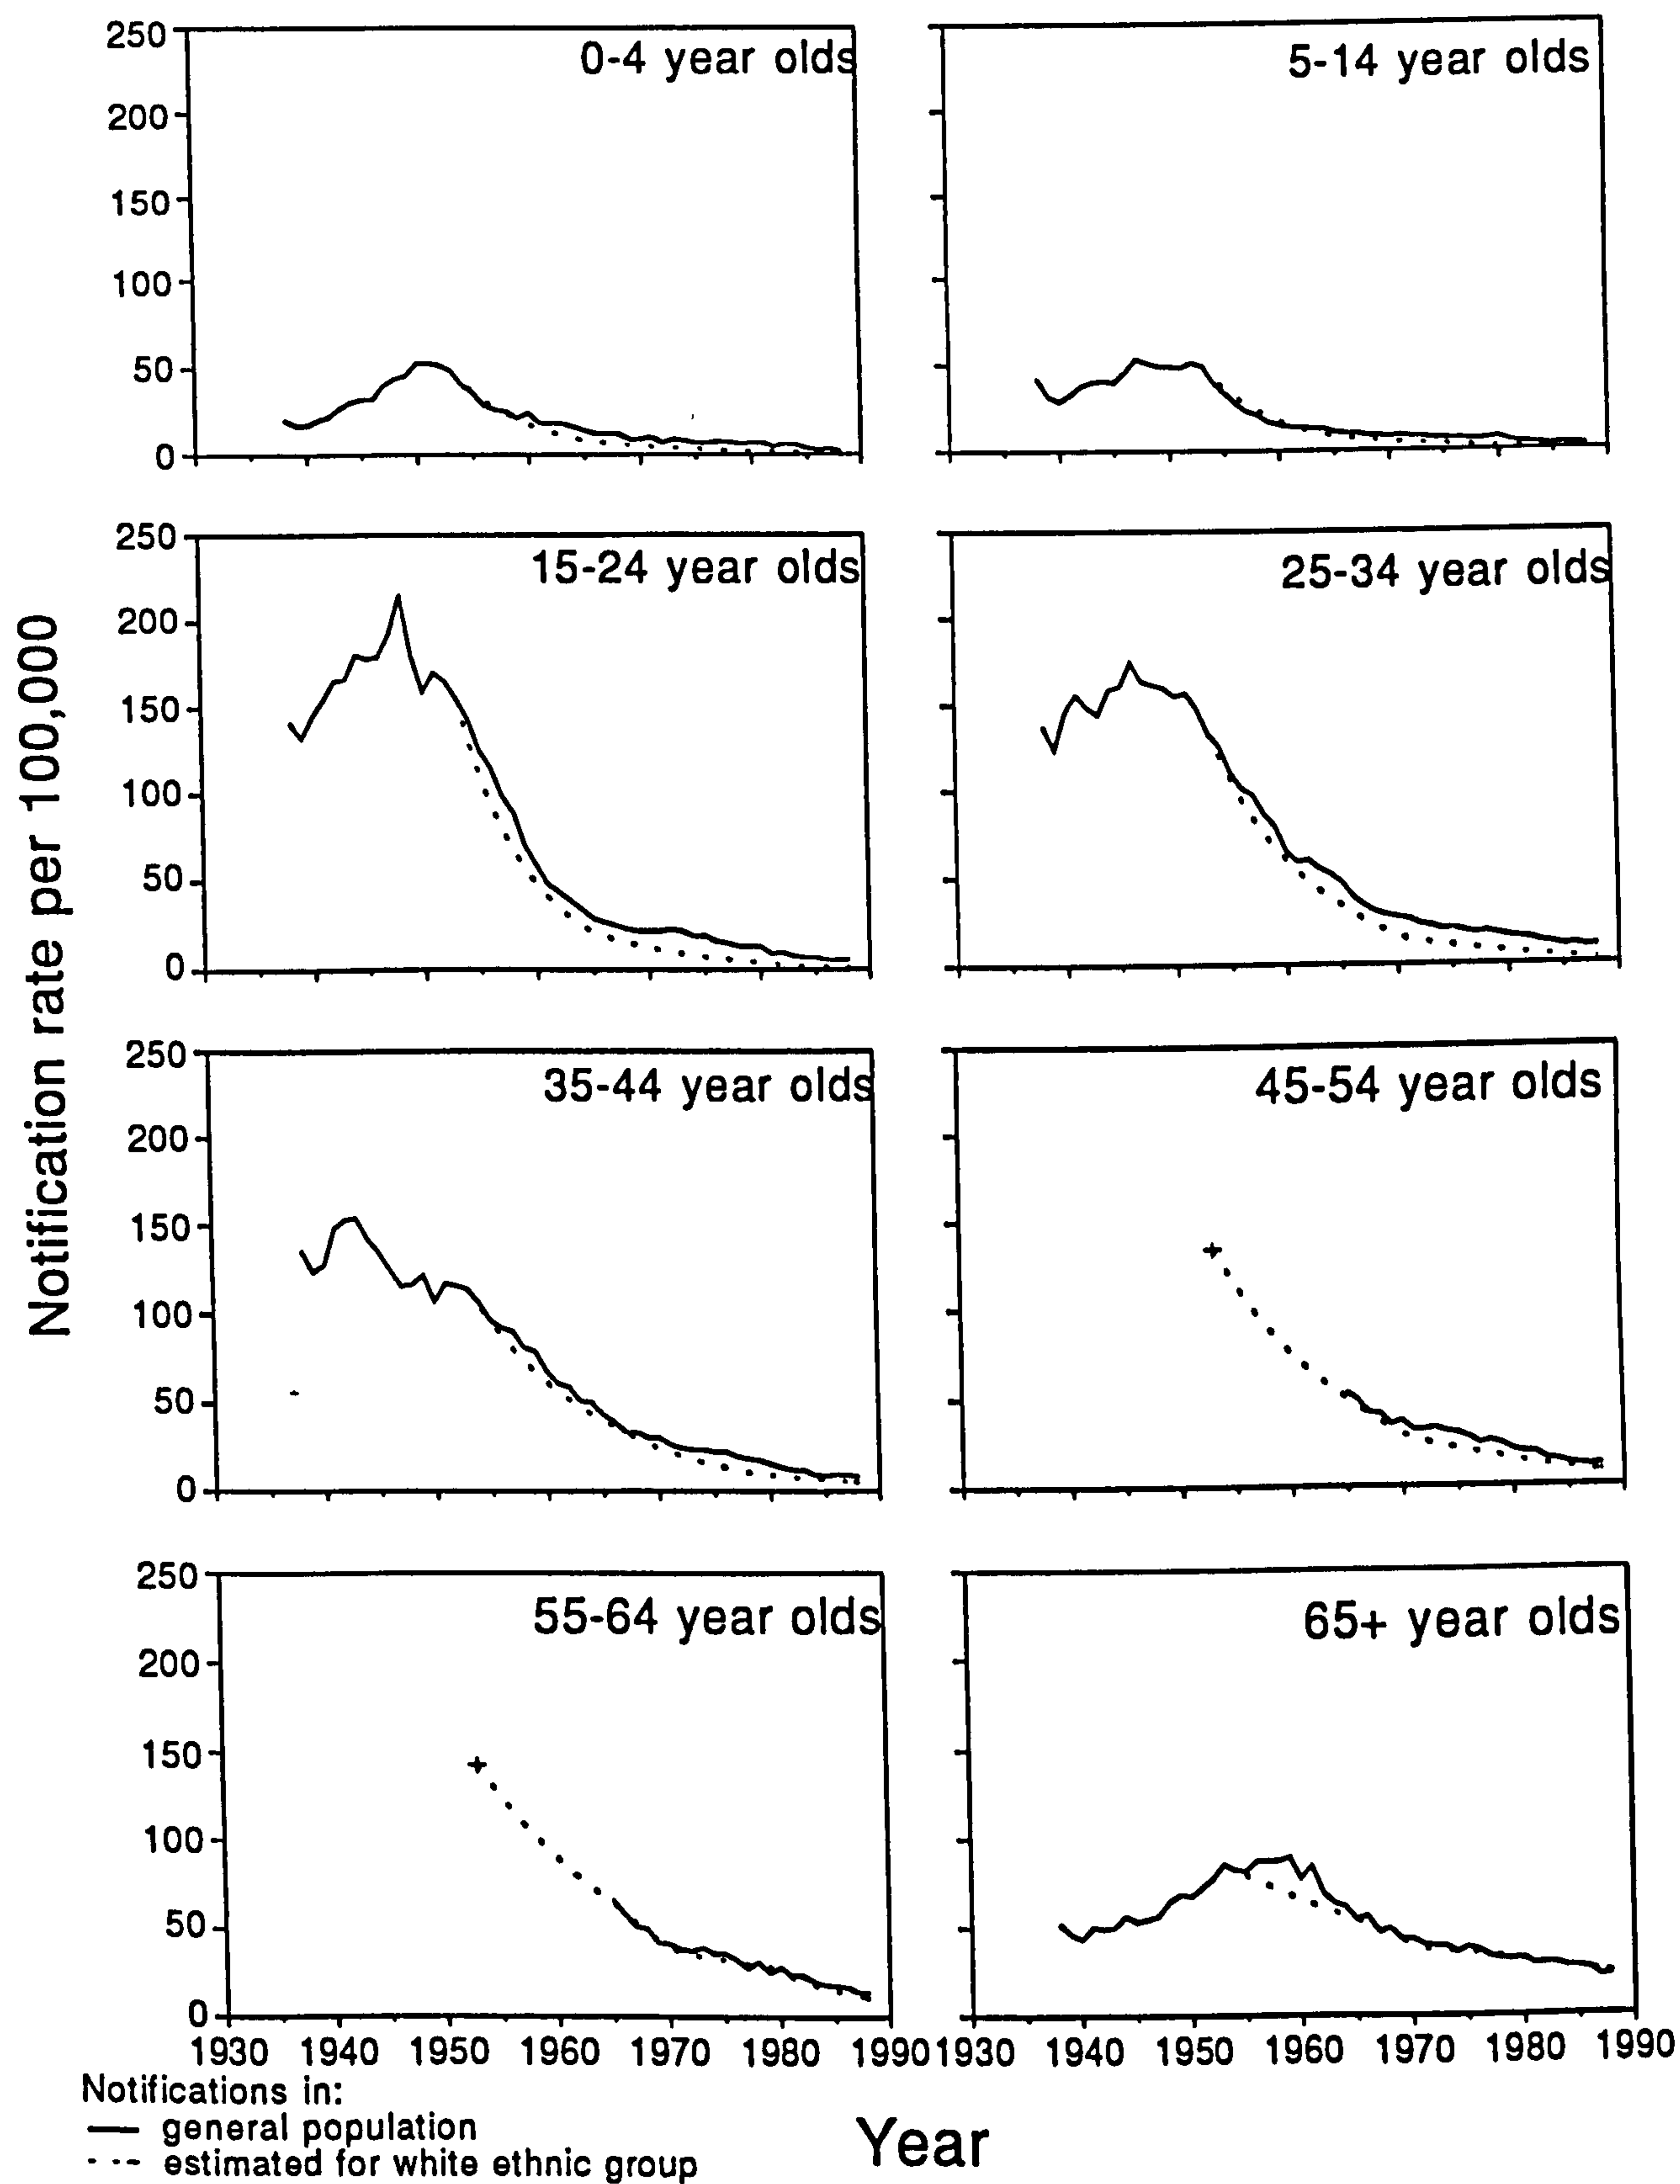 250
200
150
100
50
0
0-4 year olds
5-14 year olds
250
200
150
100
50
0
15-24 year olds
25-34 year olds
250
200
150
100
50
0
35-44 year olds
45-54 year olds
250
200
150
100
50
0
55-64 year olds
65+ year olds
Notification rate per 100,000
1930 1940 1950 1960 1970 1980 1990
1930 1940 1950 1960 1970 1980 1990
Year
Notifications in:
general population
estimated for white ethnic group